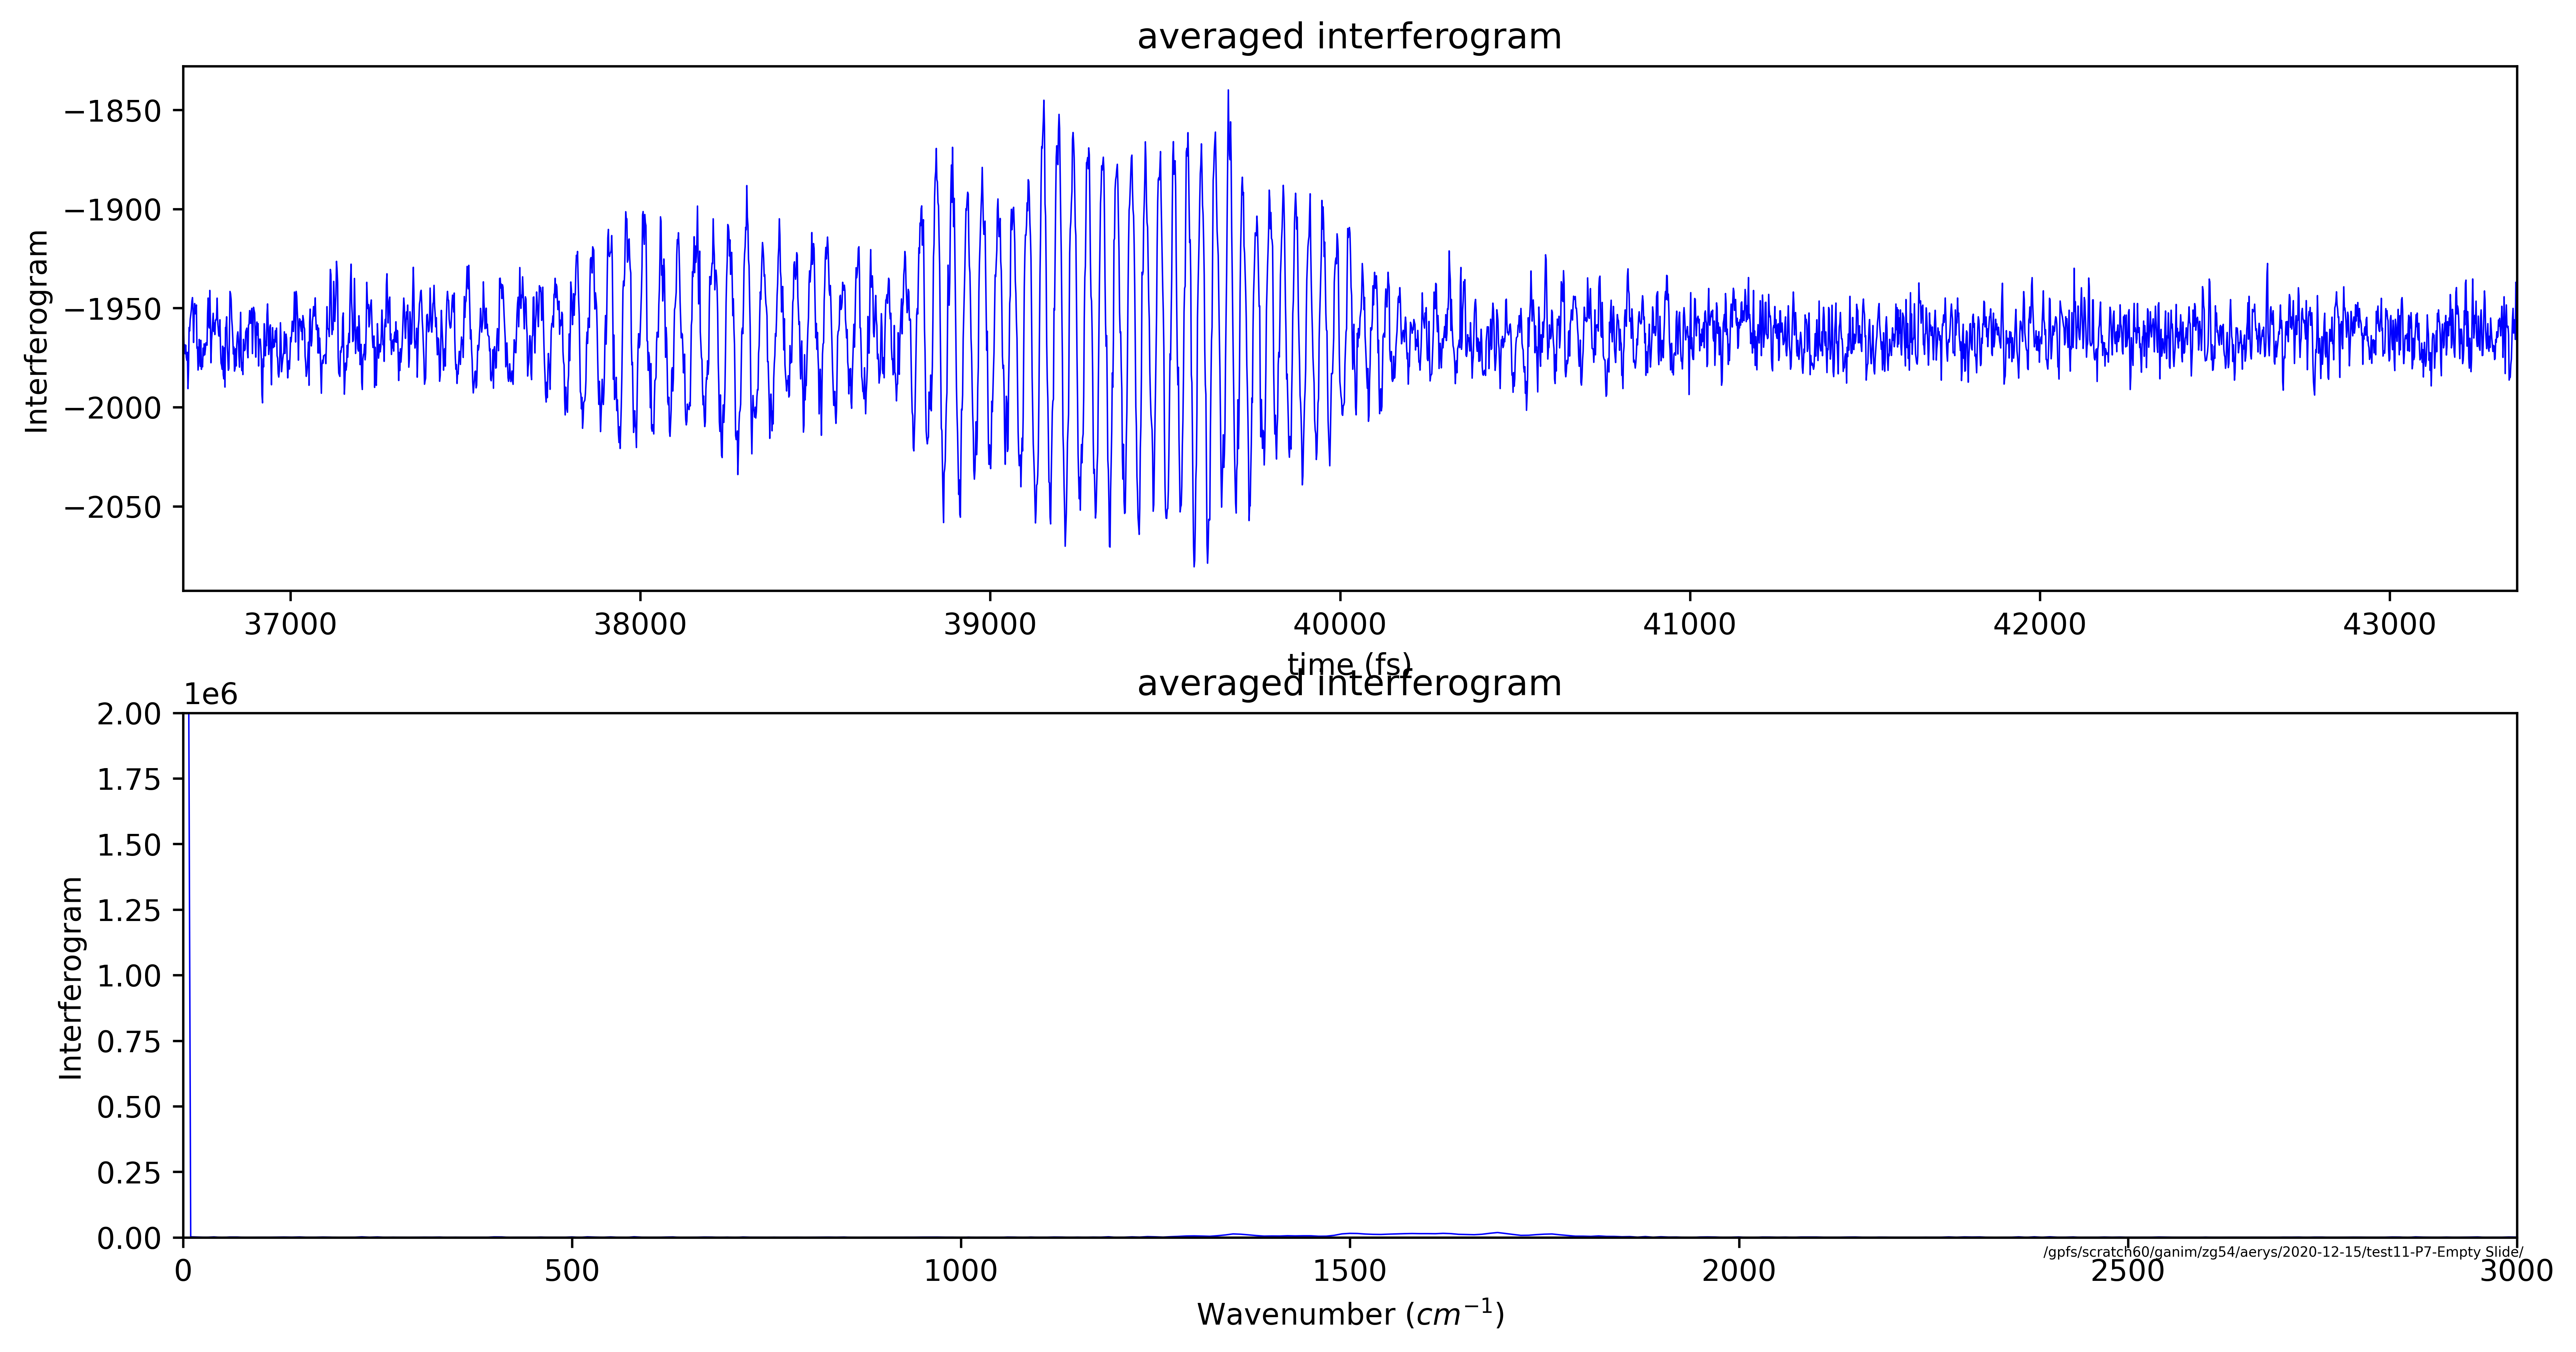 averaged interferogram
Interferogram
−1850
−1900
−1950
−2000
−2050
37000 38000 39000 40000 41000 42000 43000
time (fs)
averaged interferogram
1e6
Interferogram
2.00
1.75
1.50
1.25
1.00
0.75
0.50
0.25
0.00
/gpfs/scratch60/ganim/zg54/aerys/2020-12-15/test11-P7-Empty Slide/
0 500 1000 1500 2000 2500 3000
Wavenumber (cm⁻¹)